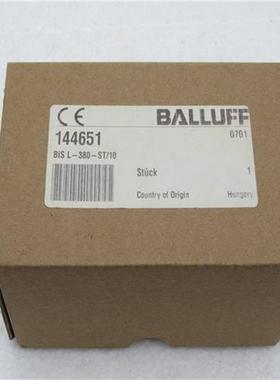 CE BALLUFF
144651 0701
BIS L-380-ST/10
Stück 1
Country of Origin Hungary